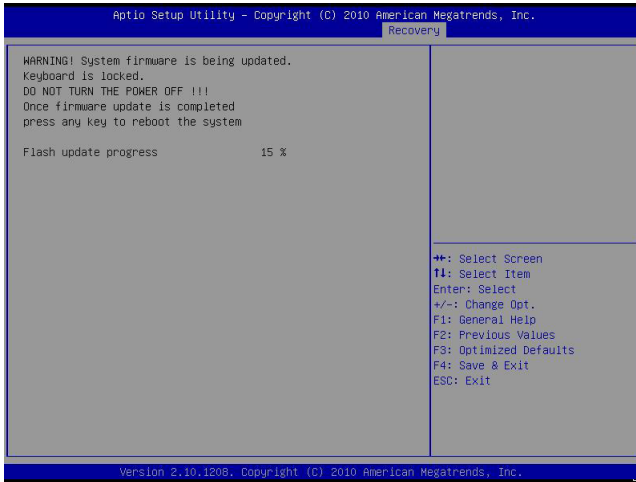 Aptio Setup Utility – Copyright (C) 2010 American Megatrends, Inc.
Recovery
WARNING! System firmware is being updated.
Keyboard is locked.
DO NOT TURN THE POWER OFF !!!
Once firmware update is completed
press any key to reboot the system
Flash update progress 15 %
→←: Select Screen
↑↓: Select Item
Enter: Select
+/-: Change Opt.
F1: General Help
F2: Previous Values
F3: Optimized Defaults
F4: Save & Exit
ESC: Exit
Version 2.10.1208. Copyright (C) 2010 American Megatrends, Inc.